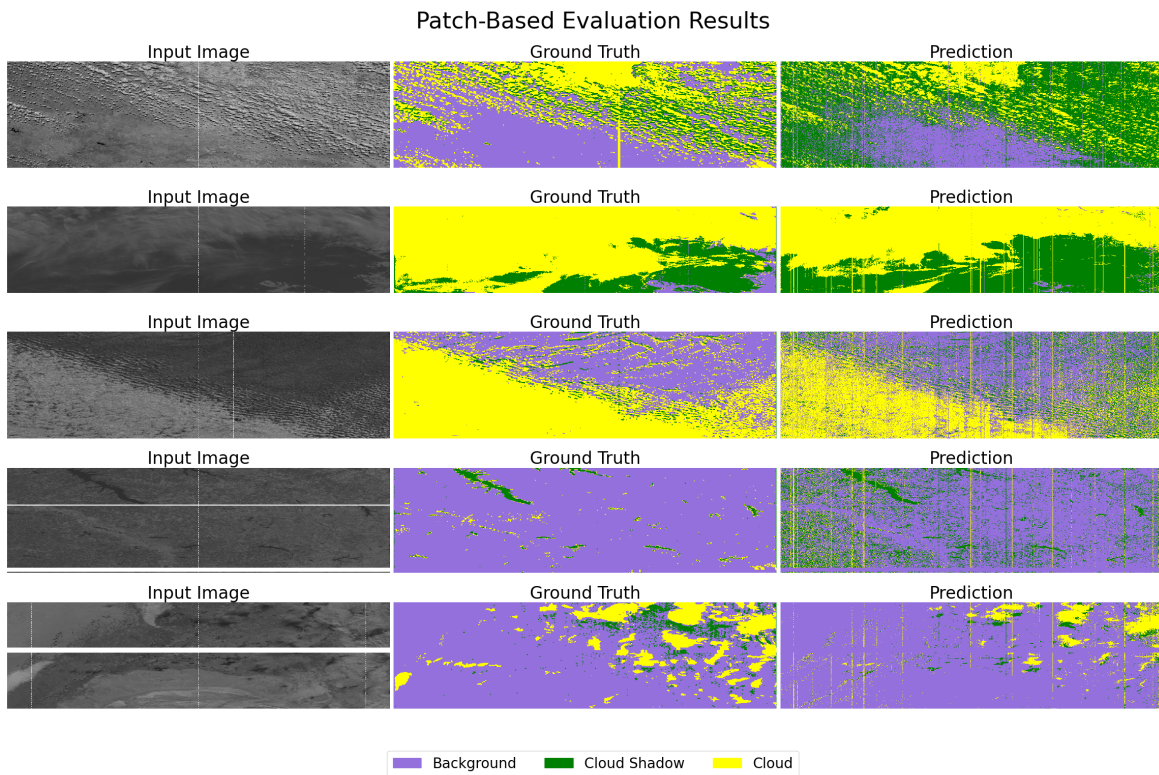 Patch-Based Evaluation Results
Input Image Ground Truth Prediction
Input Image Ground Truth Prediction
Input Image Ground Truth Prediction
Input Image Ground Truth Prediction
Input Image Ground Truth Prediction
Background Cloud Shadow Cloud